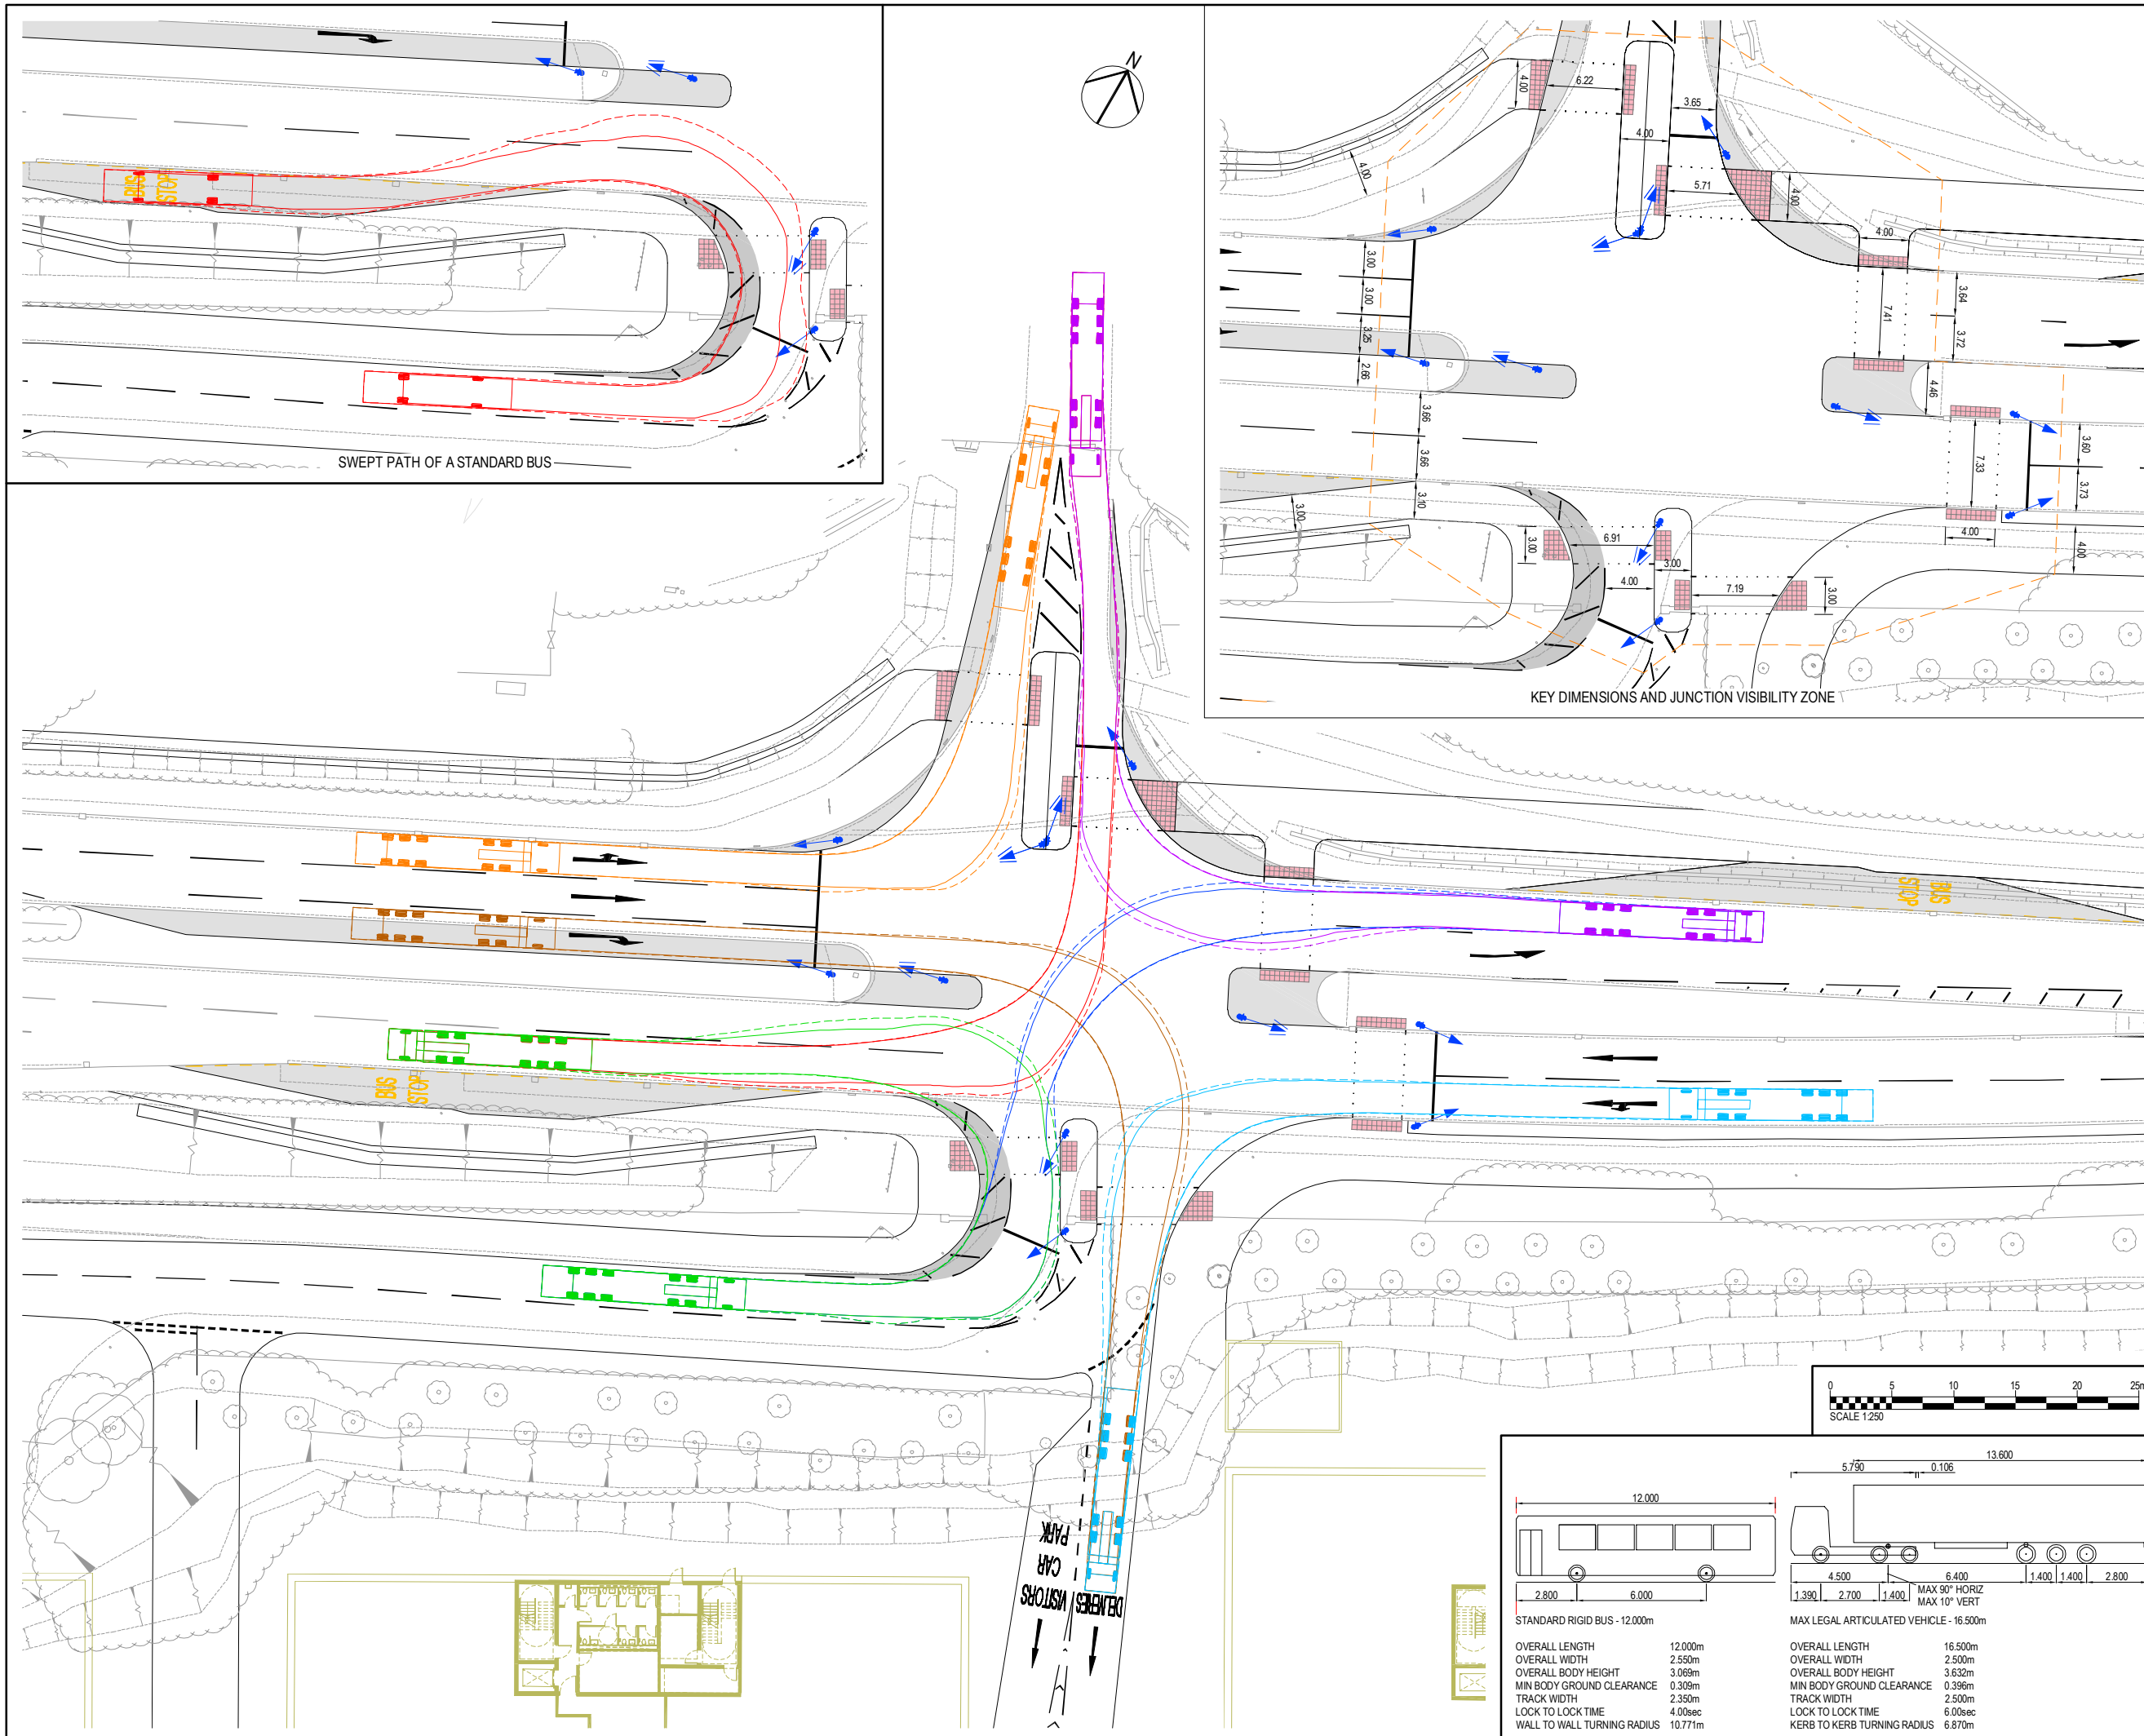 SWEPT PATH OF A STANDARD BUS
BUS
STOP
N
4.00
6.22
3.65
4.00
4.00
5.71
4.00
4.00
3.00
3.00
3.25
2.66
3.66
3.66
3.10
3.00
7.41
3.64
3.72
4.46
7.33
3.60
3.73
4.00
4.00
3.00
6.91
4.00
3.00
7.19
3.00
KEY DIMENSIONS AND JUNCTION VISIBILITY ZONE
BUS
STOP
BUS
STOP
VISITORS
CAR
PARK
DELIVERIES
0 5 10 15 20 25m
SCALE 1:250
12.000
2.800 6.000
STANDARD RIGID BUS - 12.000m
OVERALL LENGTH 12.000m
OVERALL WIDTH 2.550m
OVERALL BODY HEIGHT 3.069m
MIN BODY GROUND CLEARANCE 0.309m
TRACK WIDTH 2.350m
LOCK TO LOCK TIME 4.00sec
WALL TO WALL TURNING RADIUS 10.771m
13.600
5.790 0.106
4.500 6.400 1.400 1.400 2.800
1.390 2.700 1.400
MAX 90° HORIZ
MAX 10° VERT
MAX LEGAL ARTICULATED VEHICLE - 16.500m
OVERALL LENGTH 16.500m
OVERALL WIDTH 2.500m
OVERALL BODY HEIGHT 3.632m
MIN BODY GROUND CLEARANCE 0.396m
TRACK WIDTH 2.500m
LOCK TO LOCK TIME 6.00sec
KERB TO KERB TURNING RADIUS 6.870m